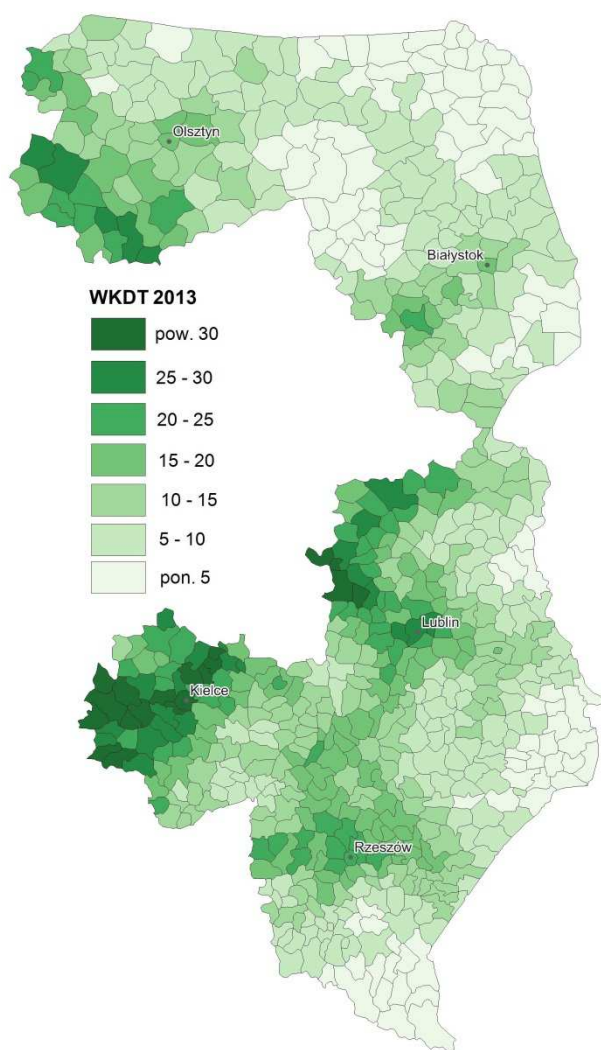 Olsztyn
Białystok
WKDT 2013
pow. 30
25 - 30
20 - 25
15 - 20
10 - 15
5 - 10
pon. 5
Lublin
Kielce
Rzeszów